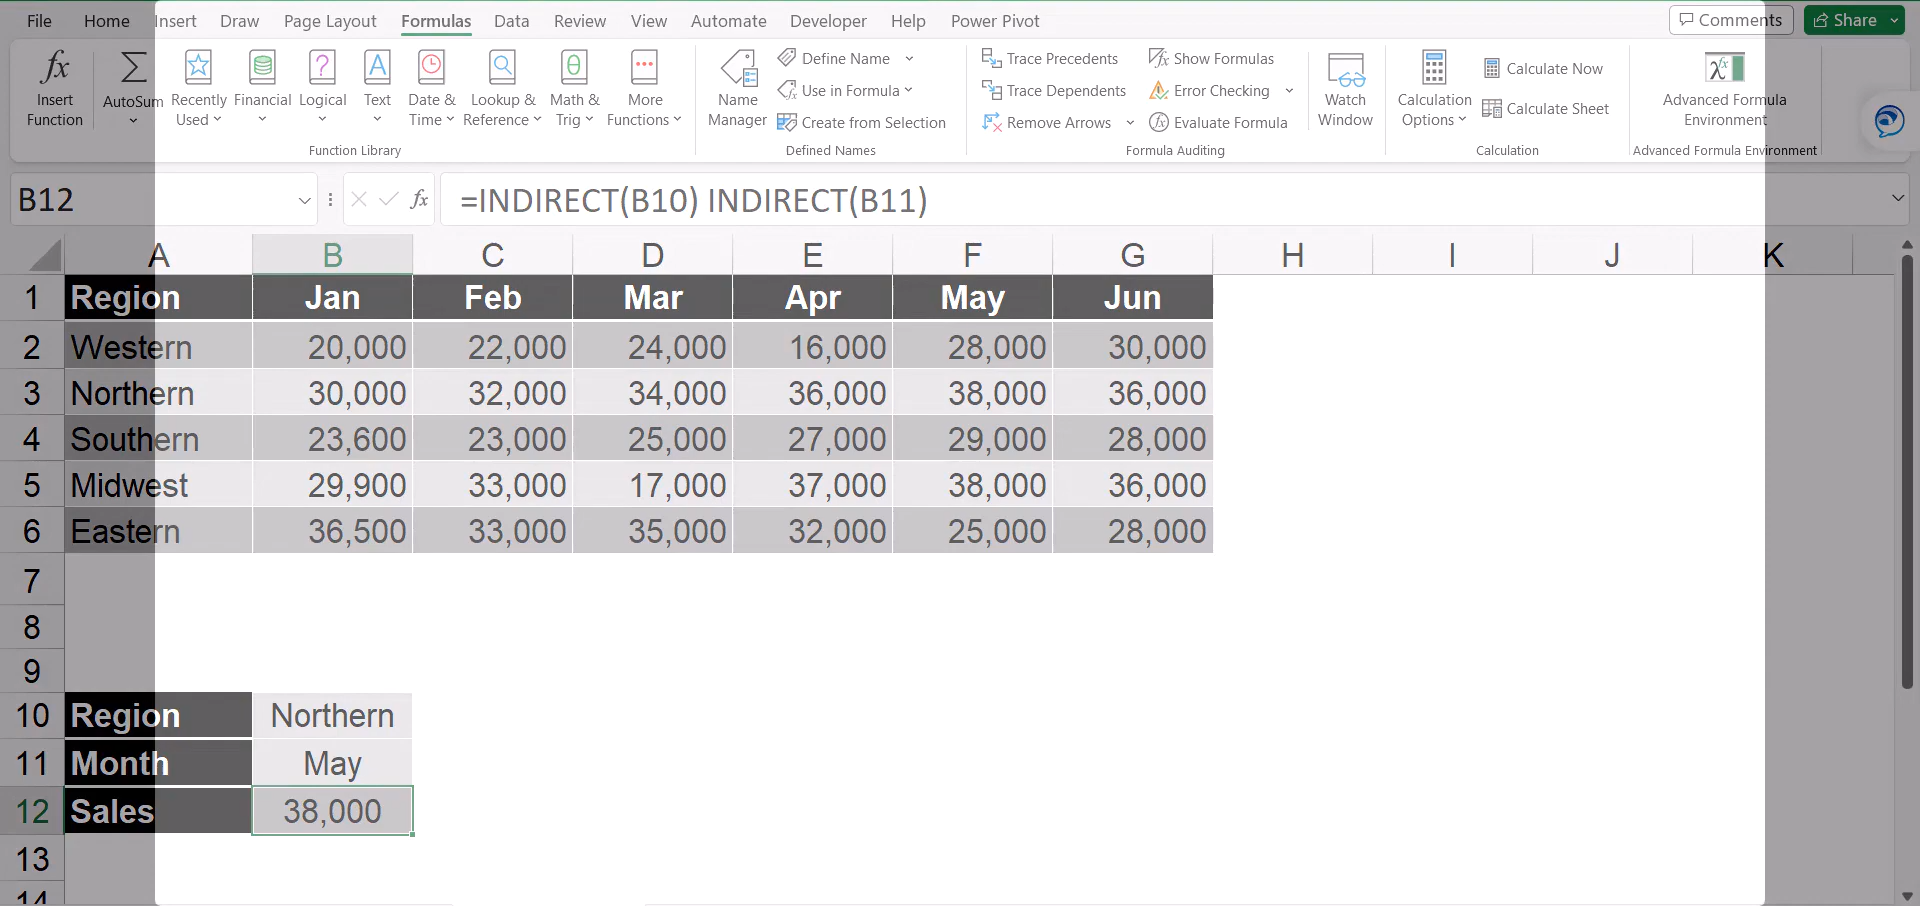 File Home Insert Draw Page Layout Formulas Data Review View Automate Developer Help Power Pivot Comments Share
Insert Function AutoSum Recently Used Financial Logical Text Date & Time Lookup & Reference Math & Trig More Functions
Function Library
Name Manager Define Name Use in Formula Create from Selection
Defined Names
Trace Precedents Trace Dependents Remove Arrows Show Formulas Error Checking Evaluate Formula
Formula Auditing
Watch Window
Calculation Options Calculate Now Calculate Sheet
Calculation
Advanced Formula Environment
Advanced Formula Environment
B12 fx =INDIRECT(B10) INDIRECT(B11)
A B C D E F G H I J K
1 Region Jan Feb Mar Apr May Jun
2 Western 20,000 22,000 24,000 16,000 28,000 30,000
3 Northern 30,000 32,000 34,000 36,000 38,000 36,000
4 Southern 23,600 23,000 25,000 27,000 29,000 28,000
5 Midwest 29,900 33,000 17,000 37,000 38,000 36,000
6 Eastern 36,500 33,000 35,000 32,000 25,000 28,000
7
8
9
10 Region Northern
11 Month May
12 Sales 38,000
13
14